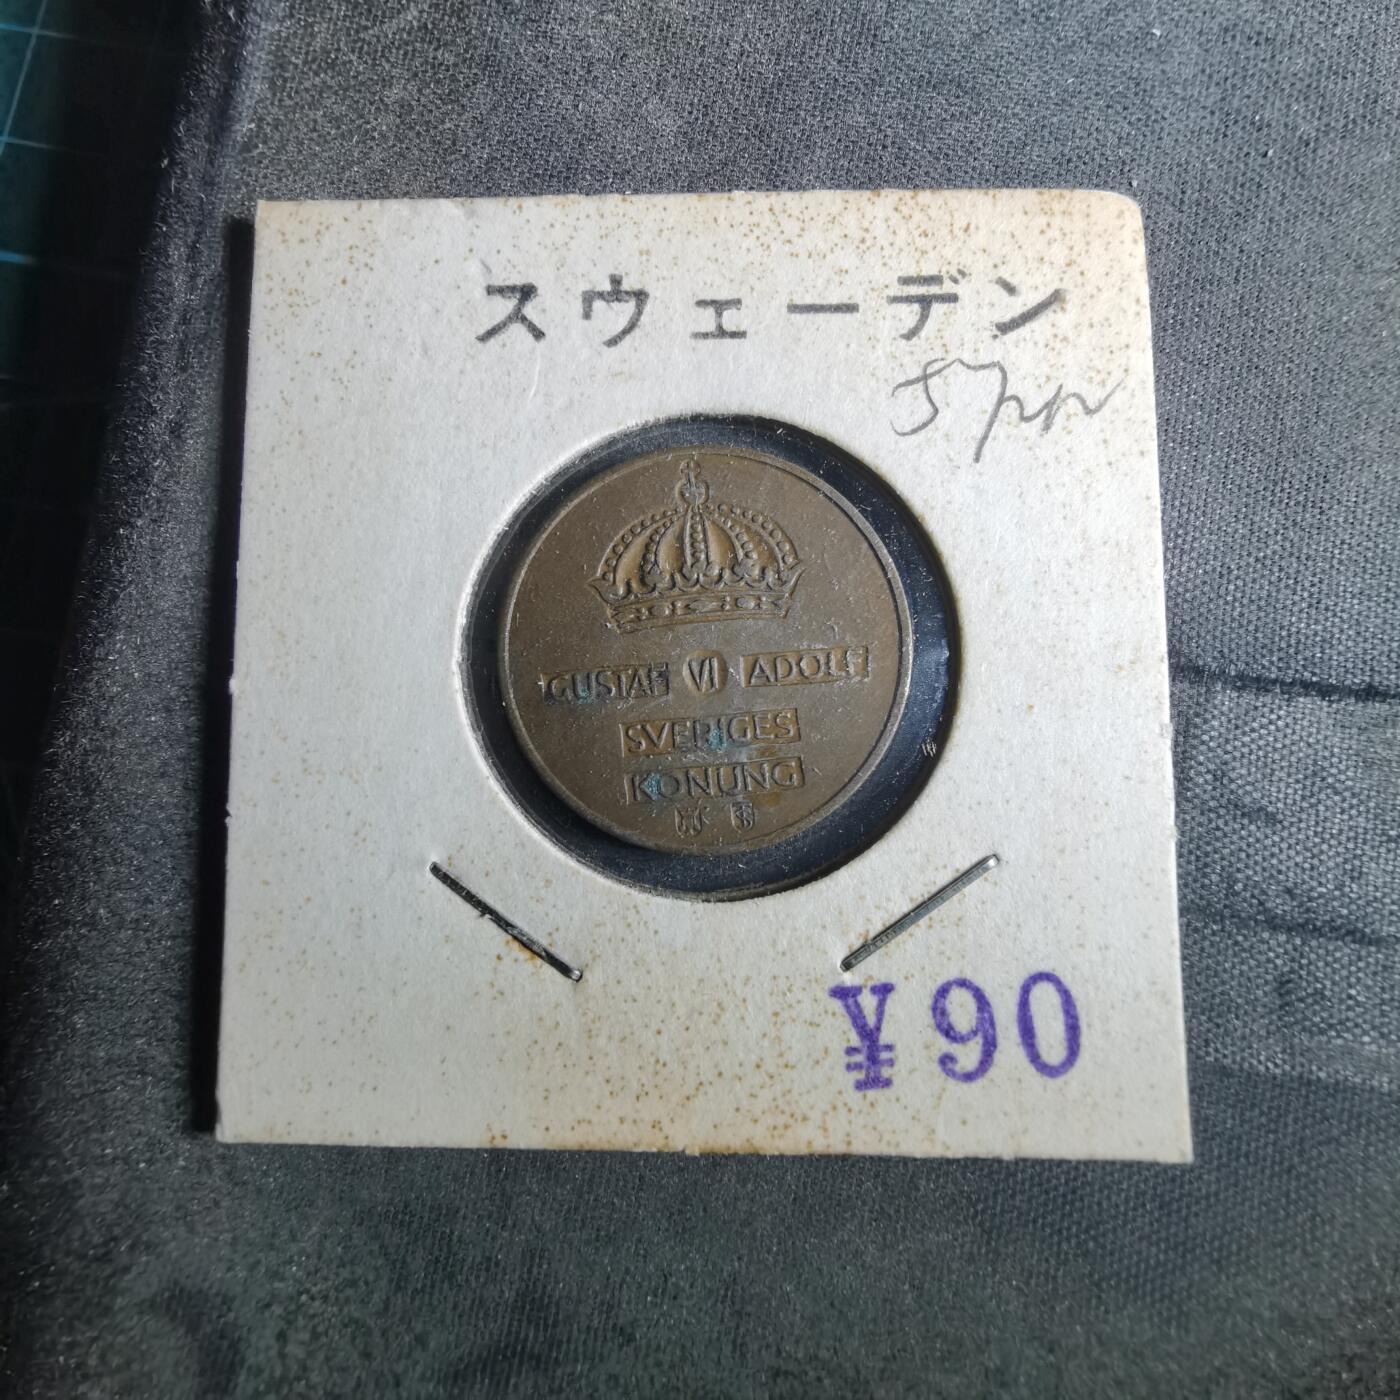 スウェーデン
GUSTAF VI ADOLF
SVERIGES
KONUNG
¥90